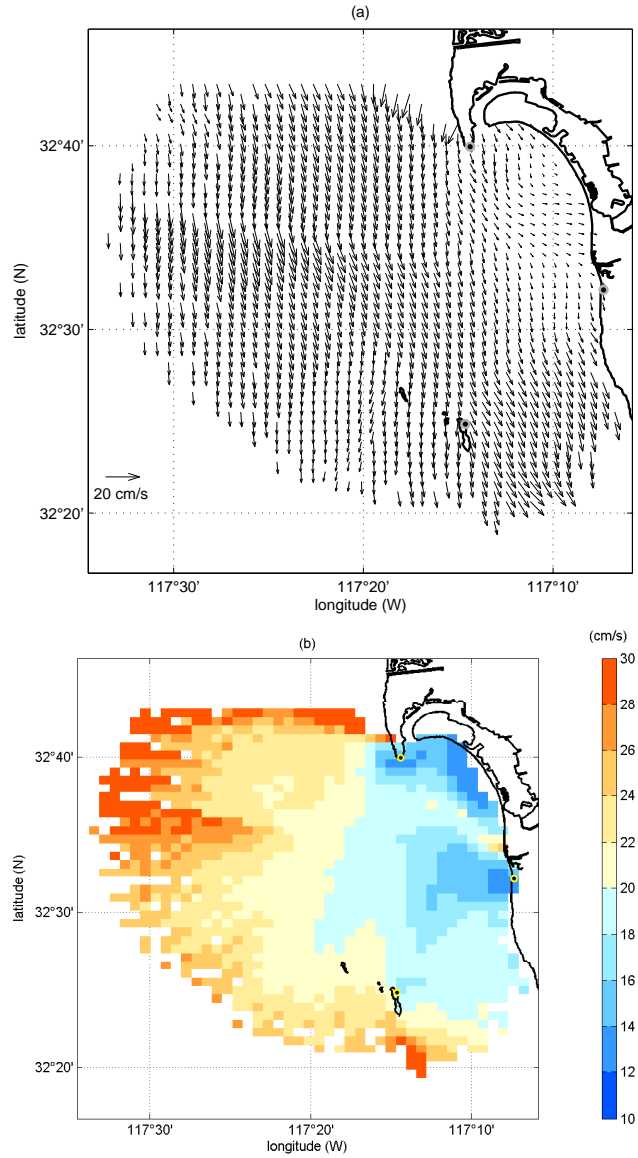 (a)
32°40'
32°30'
32°20'
latitude (N)
20 cm/s
117°30'
117°20'
117°10'
longitude (W)
(b)
(cm/s)
32°40'
32°30'
32°20'
latitude (N)
117°30'
117°20'
117°10'
longitude (W)
30
28
26
24
22
20
18
16
14
12
10